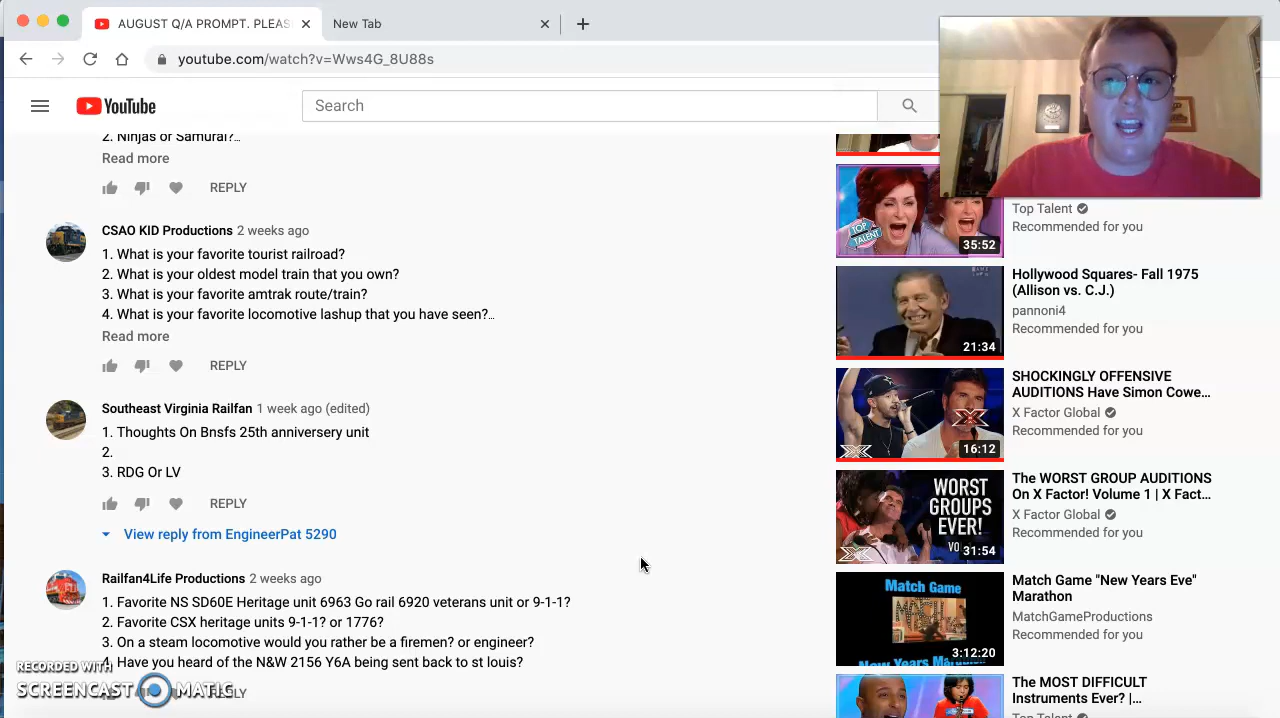 AUGUST Q/A PROMPT. PLEAS
New Tab
youtube.com/watch?v=Wws4G_8U88s
YouTube
Search
2. Ninjas or Samurai?...
Read more
REPLY
CSAO KID Productions 2 weeks ago
1. What is your favorite tourist railroad?
2. What is your oldest model train that you own?
3. What is your favorite amtrak route/train?
4. What is your favorite locomotive lashup that you have seen?...
Read more
REPLY
Southeast Virginia Railfan 1 week ago (edited)
1. Thoughts On Bnsfs 25th anniversery unit
2.
3. RDG Or LV
REPLY
View reply from EngineerPat 5290
Railfan4Life Productions 2 weeks ago
1. Favorite NS SD60E Heritage unit 6963 Go rail 6920 veterans unit or 9-1-1?
2. Favorite CSX heritage units 9-1-1? or 1776?
3. On a steam locomotive would you rather be a firemen? or engineer?
4. Have you heard of the N&W 2156 Y6A being sent back to st louis?
REPLY
RECORDED WITH
SCREENCAST MATIC
TOP TALENT
35:52
Top Talent
Recommended for you
21:34
Hollywood Squares- Fall 1975
(Allison vs. C.J.)
pannoni4
Recommended for you
16:12
SHOCKINGLY OFFENSIVE
AUDITIONS Have Simon Cowe...
X Factor Global
Recommended for you
WORST
GROUPS
EVER!
VO
31:54
The WORST GROUP AUDITIONS
On X Factor! Volume 1 | X Fact...
X Factor Global
Recommended for you
Match Game
New Years
3:12:20
Match Game "New Years Eve"
Marathon
MatchGameProductions
Recommended for you
The MOST DIFFICULT
Instruments Ever? |...
Top Talent